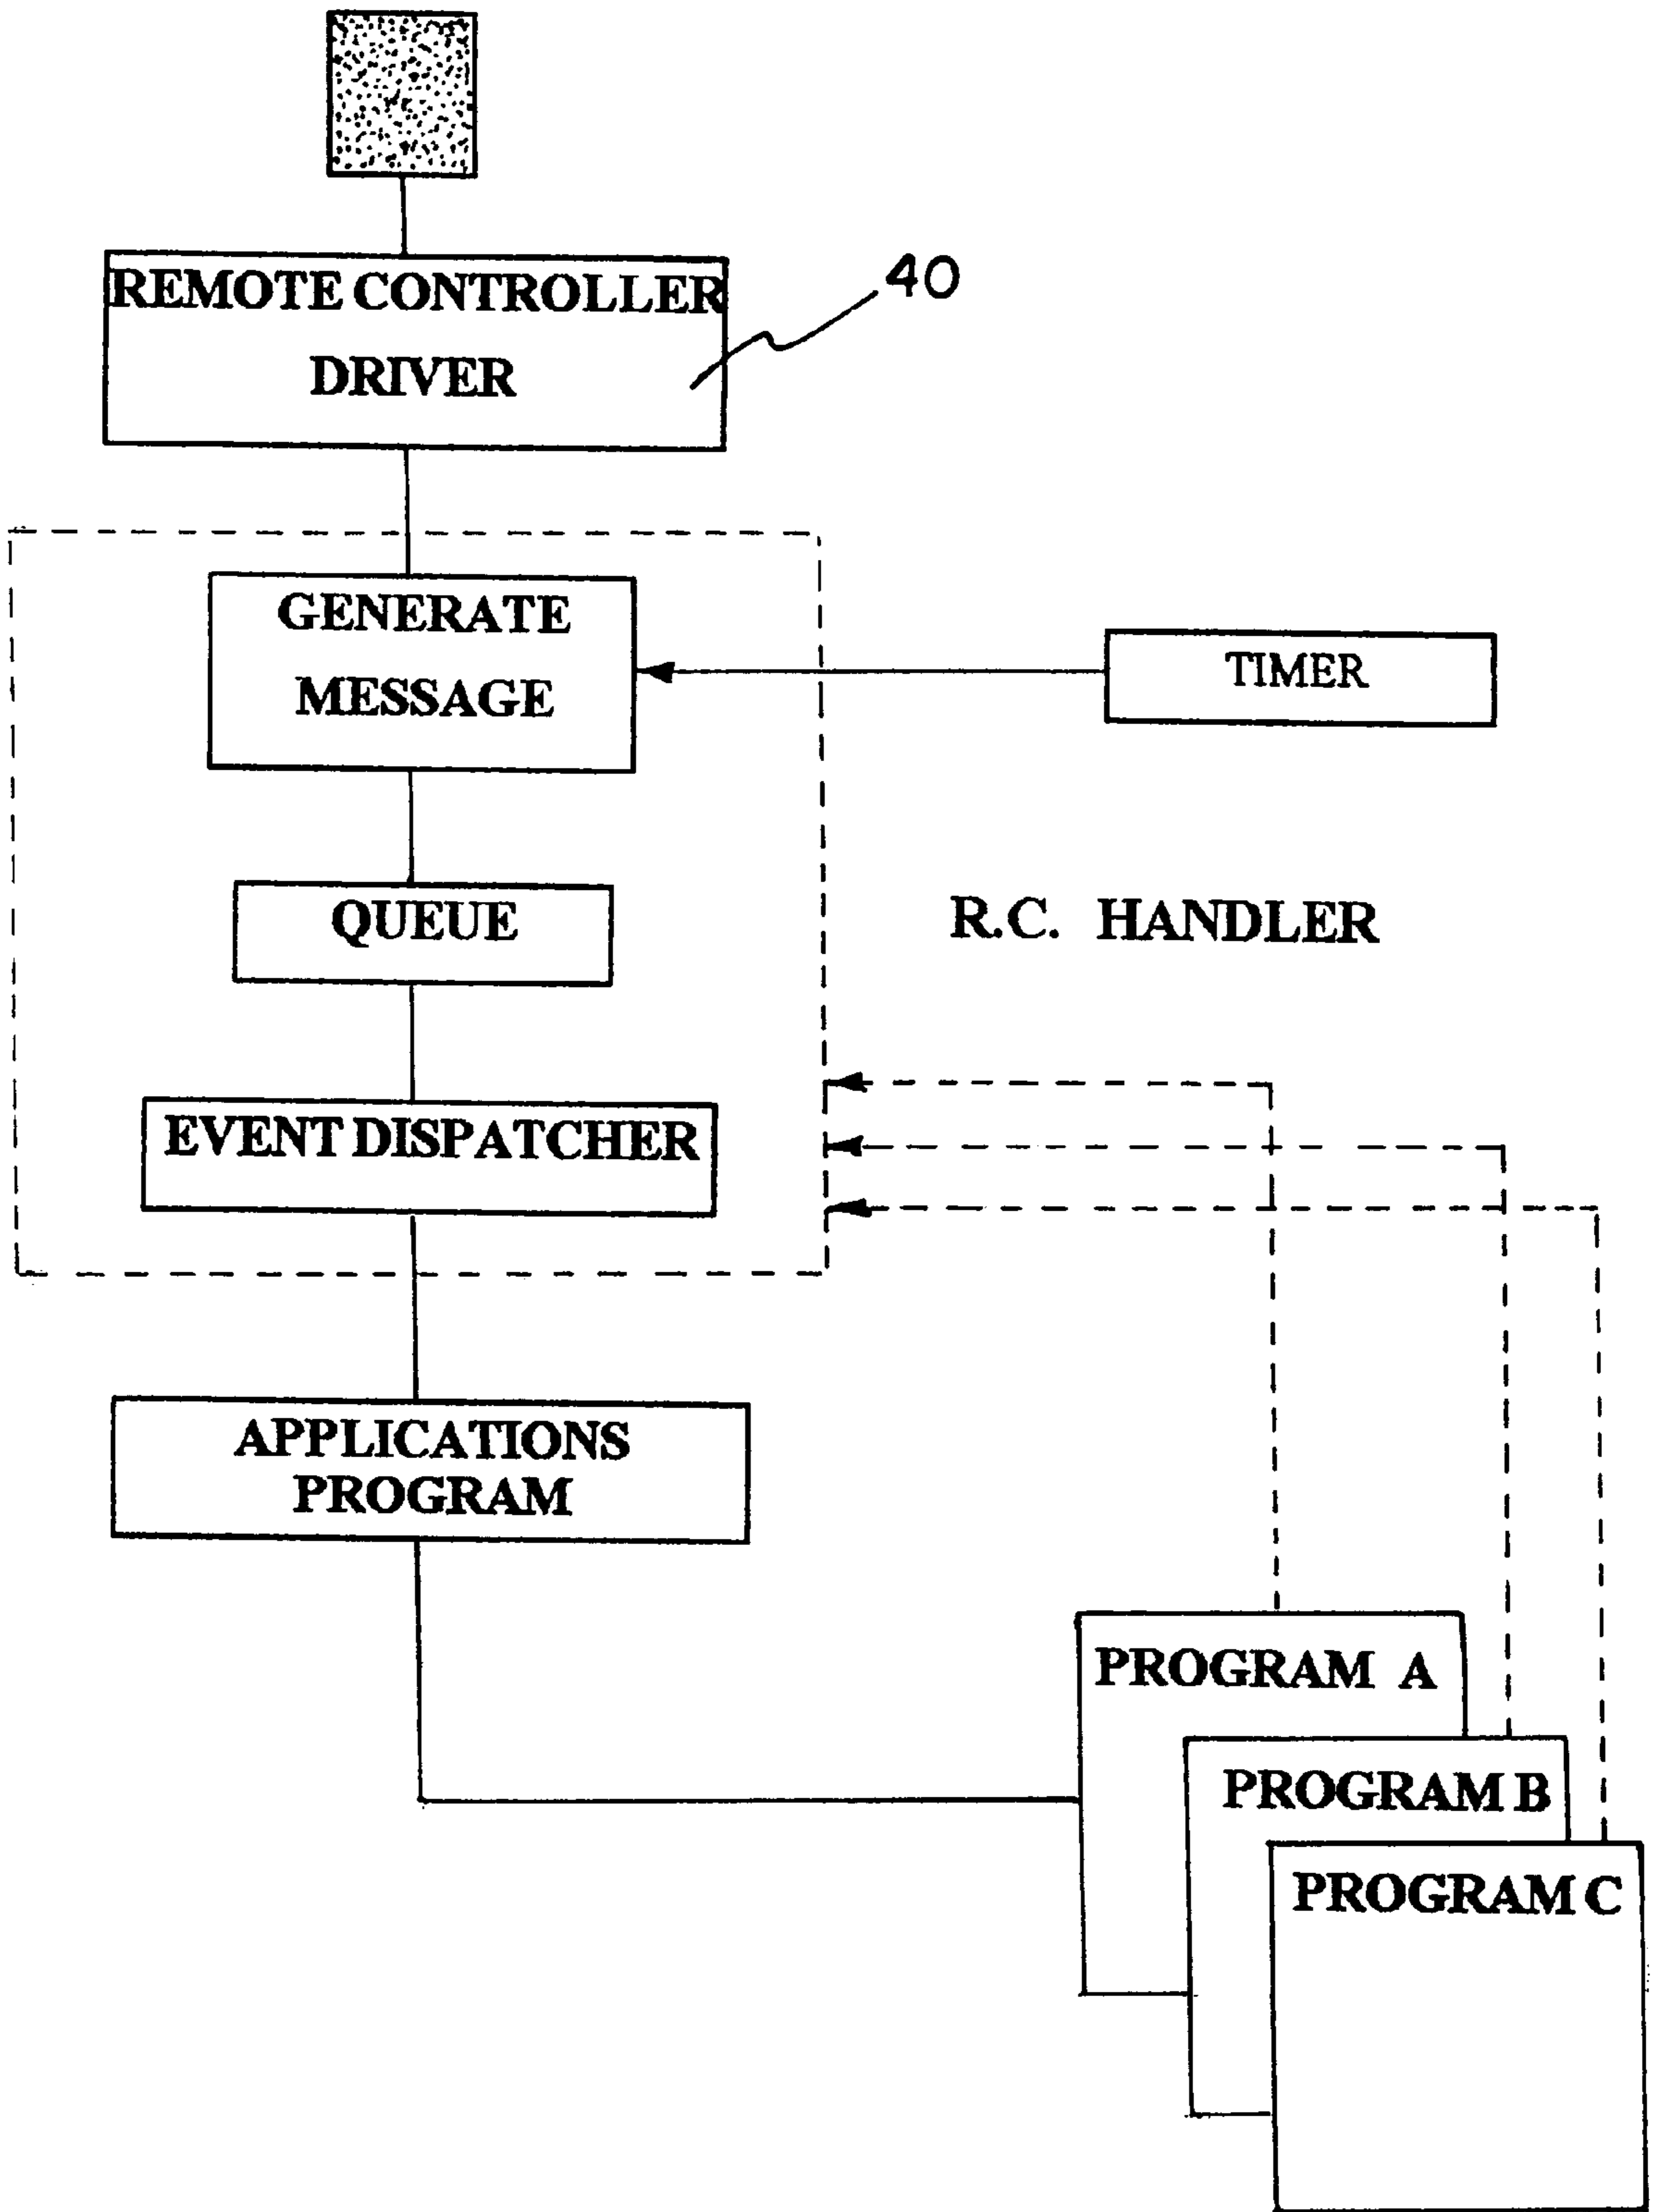 REMOTE CONTROLLER
DRIVER
40
GENERATE
MESSAGE
TIMER
QUEUE
R.C. HANDLER
EVENT DISPATCHER
APPLICATIONS
PROGRAM
PROGRAM A
PROGRAM B
PROGRAM C